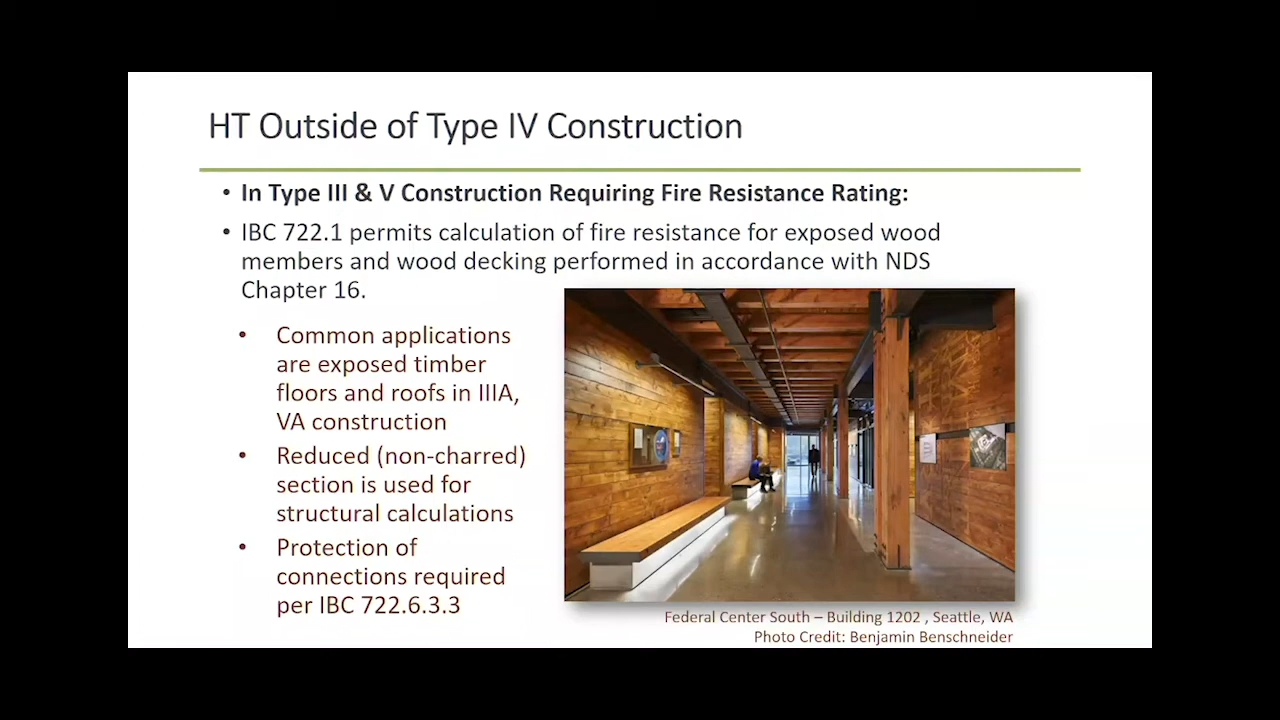 HT Outside of Type IV Construction
• In Type III & V Construction Requiring Fire Resistance Rating:
• IBC 722.1 permits calculation of fire resistance for exposed wood
members and wood decking performed in accordance with NDS
Chapter 16.
• Common applications
are exposed timber
floors and roofs in IIIA,
VA construction
• Reduced (non-charred)
section is used for
structural calculations
• Protection of
connections required
per IBC 722.6.3.3
Federal Center South – Building 1202 , Seattle, WA
Photo Credit: Benjamin Benschneider